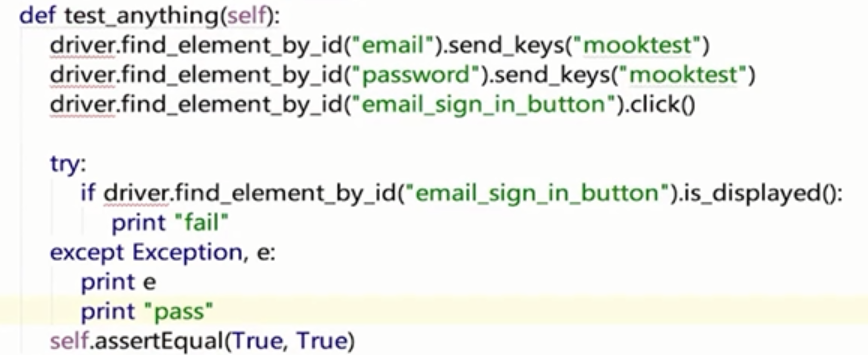 def test_anything(self):
    driver.find_element_by_id("email").send_keys("mooktest")
    driver.find_element_by_id("password").send_keys("mooktest")
    driver.find_element_by_id("email_sign_in_button").click()

    try:
        if driver.find_element_by_id("email_sign_in_button").is_displayed():
            print "fail"
    except Exception, e:
        print e
        print "pass"
    self.assertEqual(True, True)